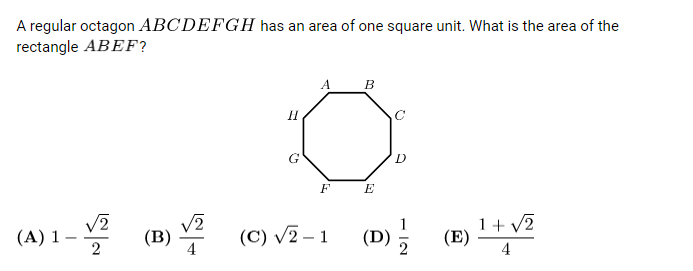 A regular octagon ABCDEFGH has an area of one square unit. What is the area of the
rectangle ABEF?
A B
H C
G D
F E
(A) 1 − √2/2 (B) √2/4 (C) √2 − 1 (D) 1/2 (E) (1 + √2)/4